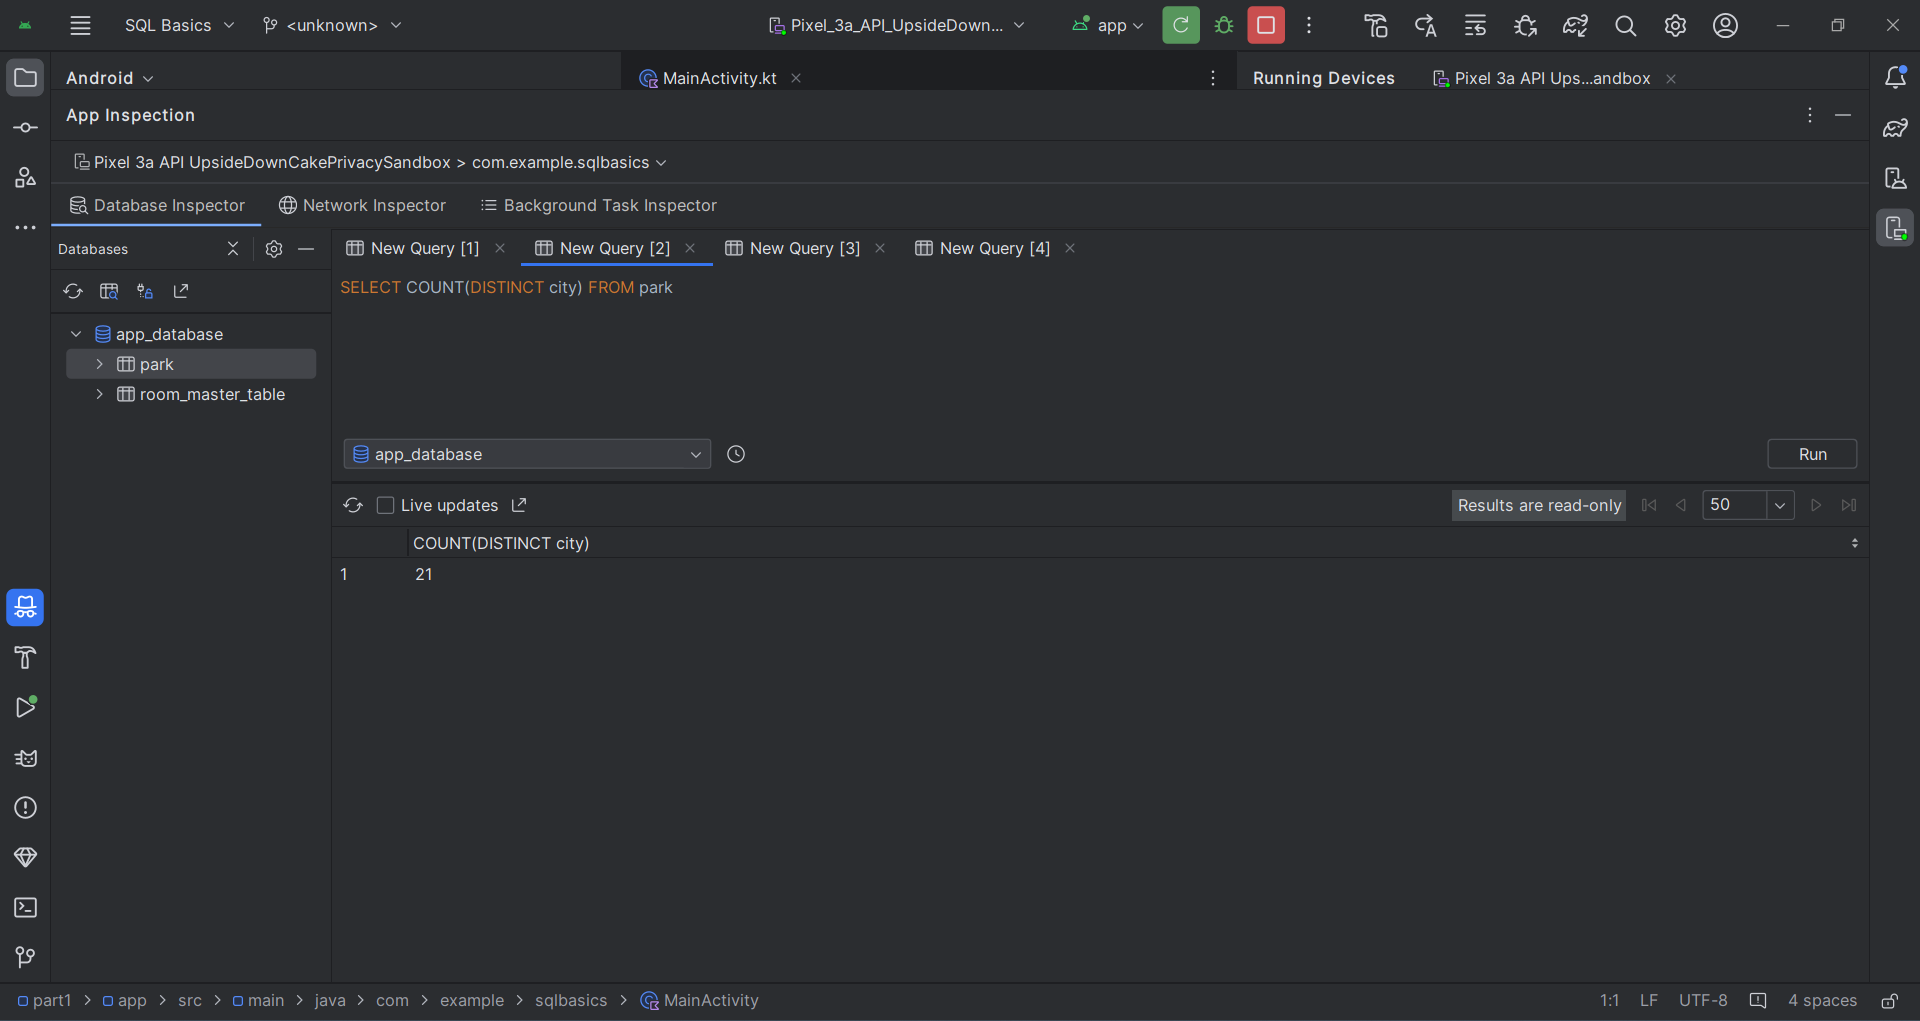 SQL Basics
<unknown>
Pixel_3a_API_UpsideDown...
app
Android
MainActivity.kt
Running Devices
Pixel 3a API Ups...andbox
App Inspection
Pixel 3a API UpsideDownCakePrivacySandbox > com.example.sqlbasics
Database Inspector
Network Inspector
Background Task Inspector
Databases
New Query [1]
New Query [2]
New Query [3]
New Query [4]
SELECT COUNT(DISTINCT city) FROM park
app_database
park
room_master_table
app_database
Run
Live updates
Results are read-only
50
COUNT(DISTINCT city)
1 21
part1 > app > src > main > java > com > example > sqlbasics > MainActivity
1:1 LF UTF-8 4 spaces